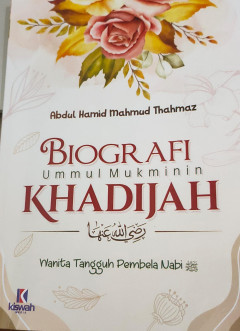 Abdul Hamid Mahmud Thahmaz
BIOGRAFI
Ummul Mukminin
KHADIJAH
رضي الله عنها
Wanita Tangguh Pembela Nabi ﷺ
kiswah